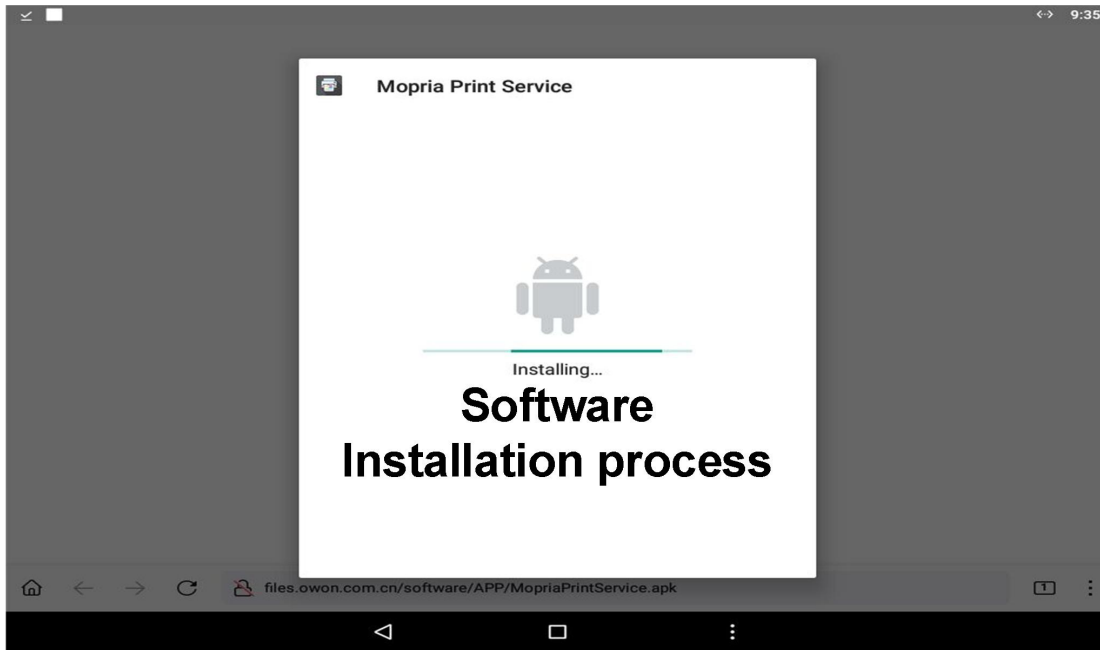 9:35
Mopria Print Service
Installing...
Software
Installation process
files.owon.com.cn/software/APP/MopriaPrintService.apk
1